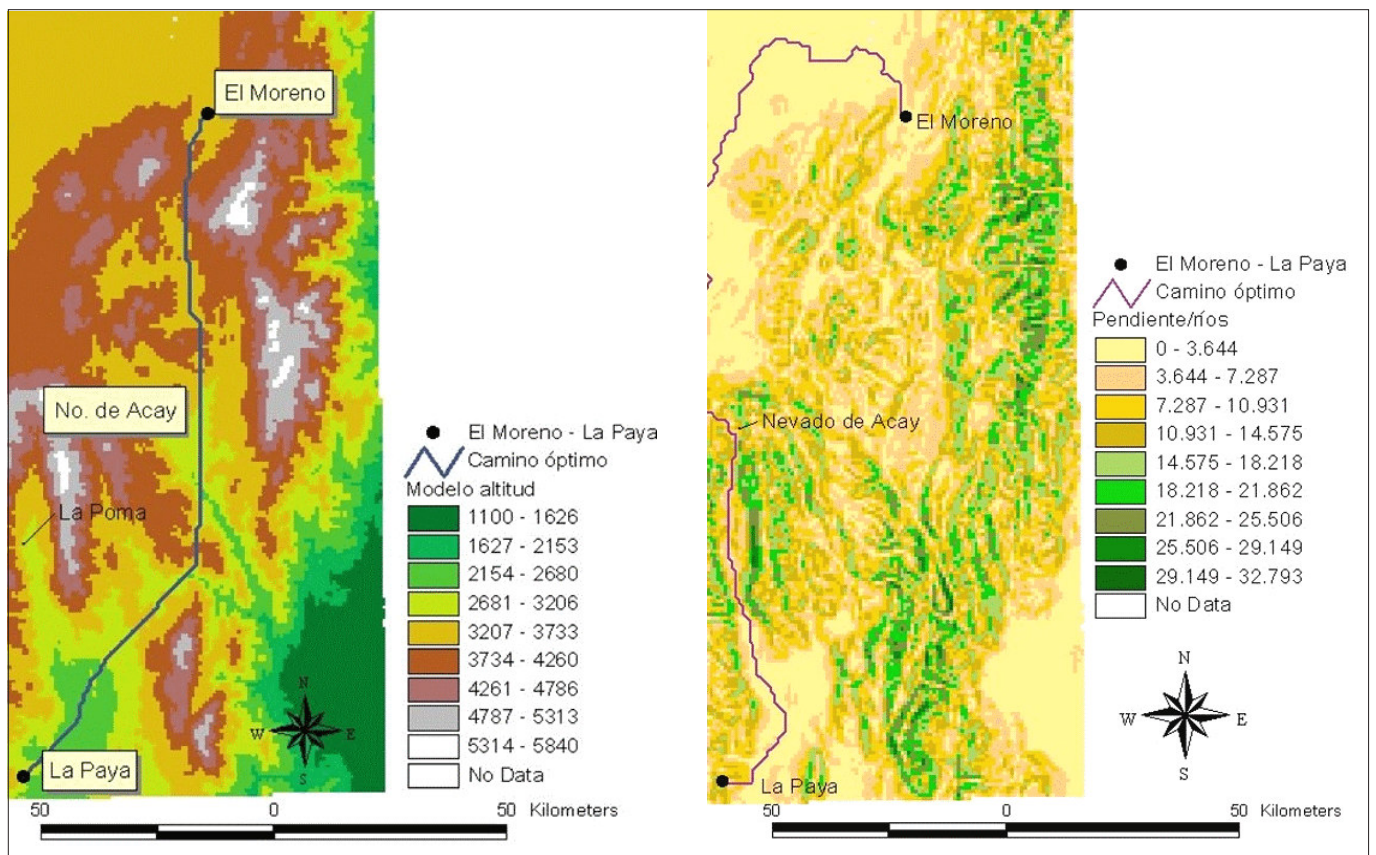 El Moreno
No. de Acay
La Poma
La Paya
El Moreno - La Paya
Camino óptimo
Modelo altitud
1100 - 1626
1627 - 2153
2154 - 2680
2681 - 3206
3207 - 3733
3734 - 4260
4261 - 4786
4787 - 5313
5314 - 5840
No Data
N
W E
S
50 0 50 Kilometers
El Moreno
Nevado de Acay
La Paya
El Moreno - La Paya
Camino óptimo
Pendiente/ríos
0 - 3.644
3.644 - 7.287
7.287 - 10.931
10.931 - 14.575
14.575 - 18.218
18.218 - 21.862
21.862 - 25.506
25.506 - 29.149
29.149 - 32.793
No Data
N
W E
S
50 0 50 Kilometers